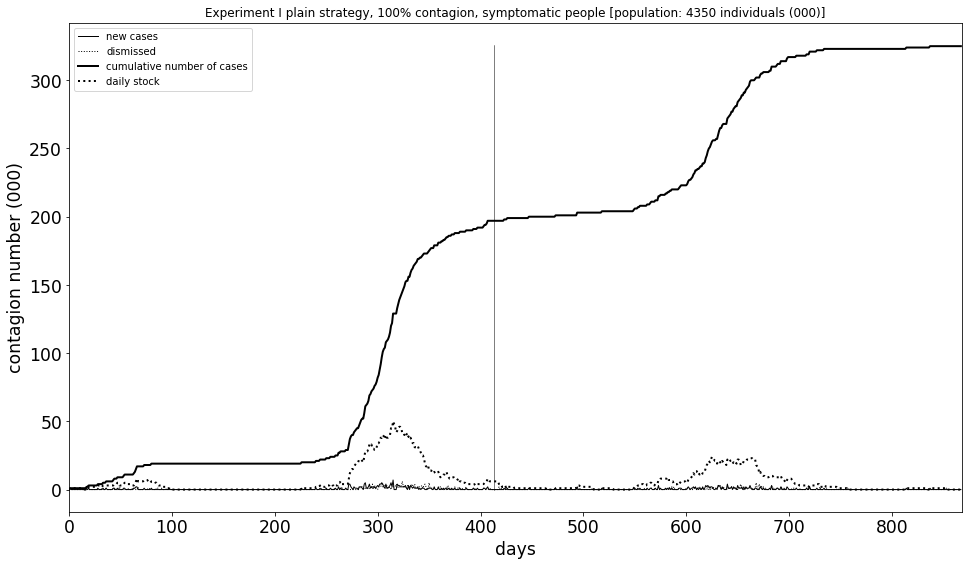 Experiment I plain strategy, 100% contagion, symptomatic people [population: 4350 individuals (000)]
new cases
dismissed
cumulative number of cases
daily stock
contagion number (000)
300
250
200
150
100
50
0
0 100 200 300 400 500 600 700 800
days